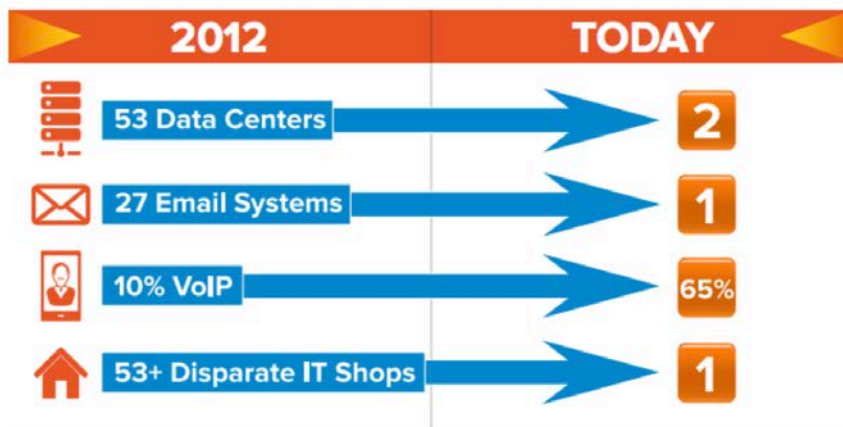 2012 TODAY
53 Data Centers 2
27 Email Systems 1
10% VoIP 65%
53+ Disparate IT Shops 1